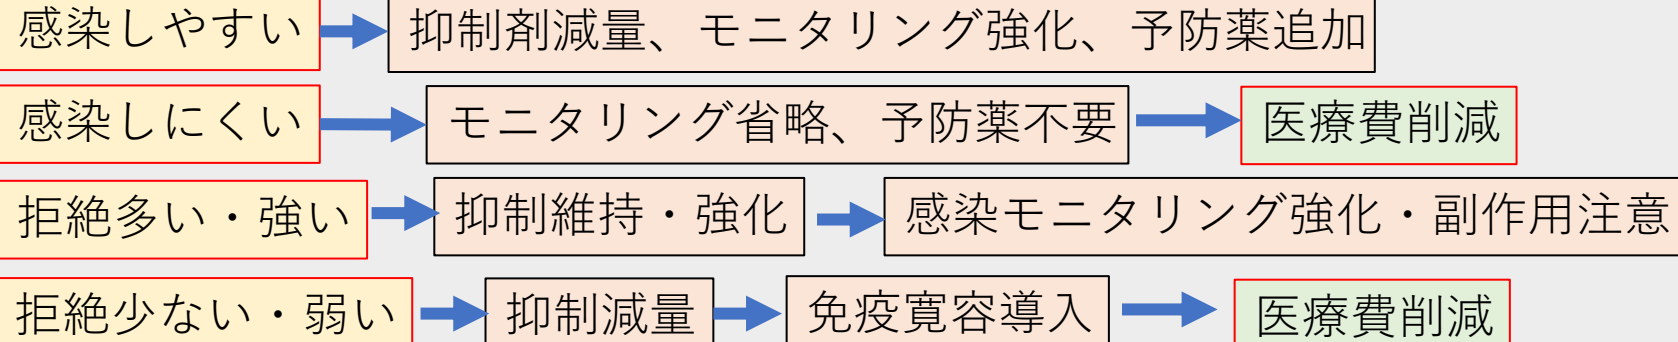 感染しやすい 抑制剤減量、モニタリング強化、予防薬追加
感染しにくい モニタリング省略、予防薬不要 医療費削減
拒絶多い・強い 抑制維持・強化 感染モニタリング強化・副作用注意
拒絶少ない・弱い 抑制減量 免疫寛容導入 医療費削減